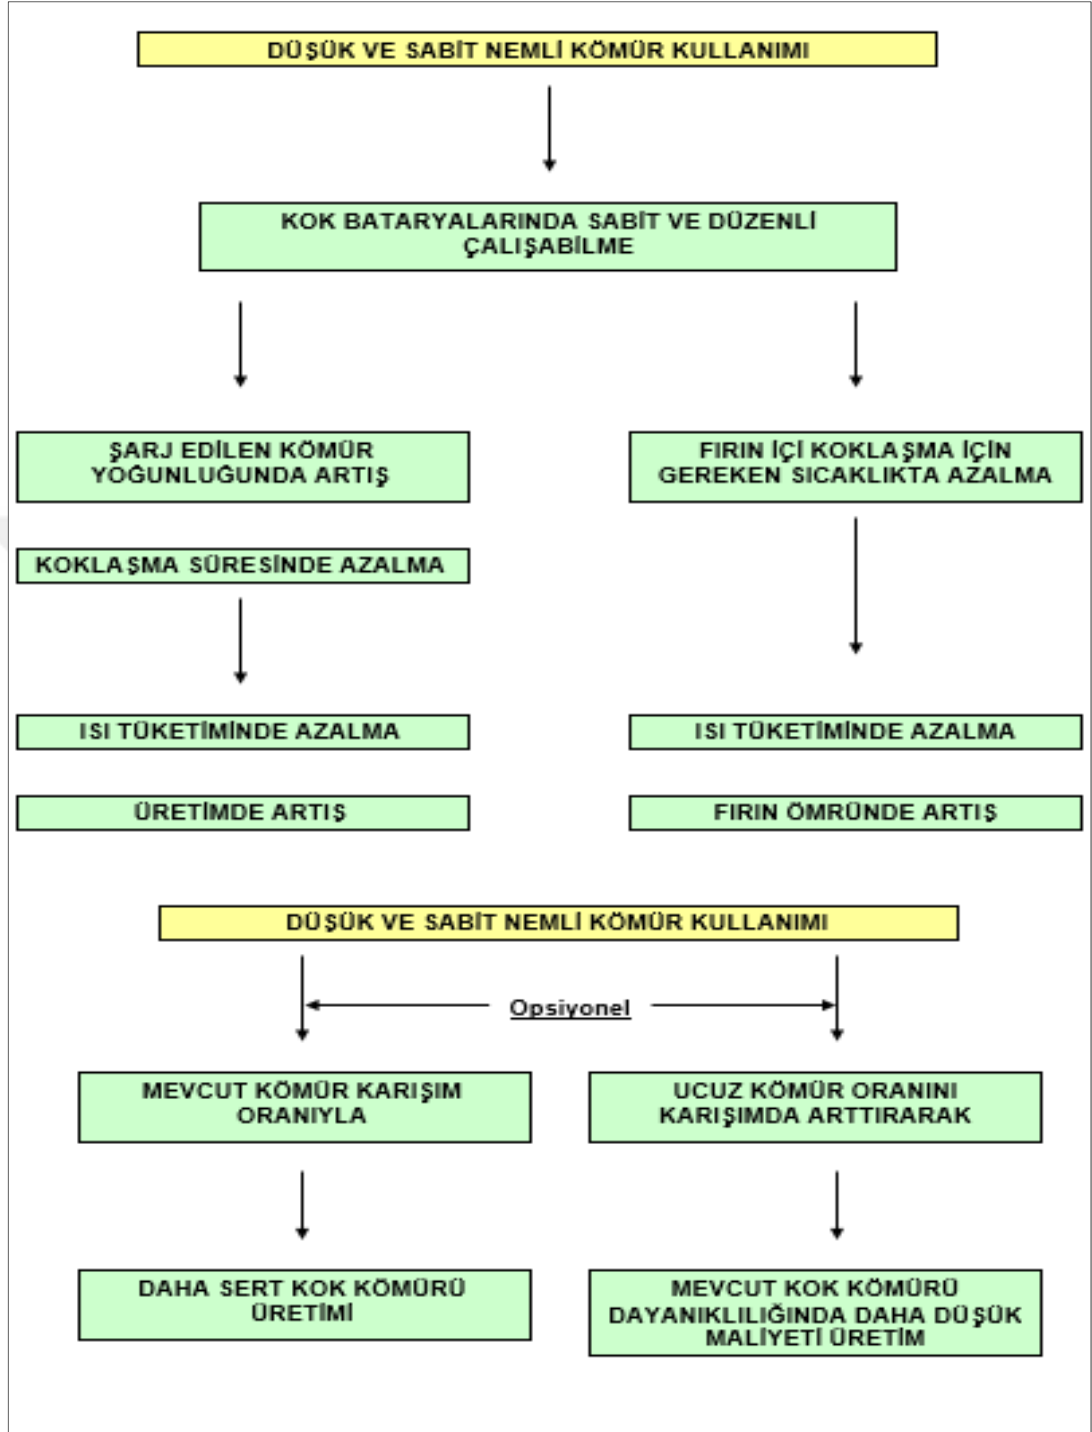 DÜŞÜK VE SABİT NEMLİ KÖMÜR KULLANIMI
KOK BATARYALARINDA SABİT VE DÜZENLİ
ÇALIŞABİLME
ŞARJ EDİLEN KÖMÜR
YOĞUNLUĞUNDA ARTIŞ
FIRIN İÇİ KOKLAŞMA İÇİN
GEREKEN SICAKLIKTA AZALMA
KOKLAŞMA SÜRESİNDE AZALMA
ISI TÜKETİMİNDE AZALMA
ISI TÜKETİMİNDE AZALMA
ÜRETİMDE ARTIŞ
FIRIN ÖMRÜNDE ARTIŞ
DÜŞÜK VE SABİT NEMLİ KÖMÜR KULLANIMI
Opsiyonel
MEVCUT KÖMÜR KARIŞIM
ORANIYLA
UCUZ KÖMÜR ORANINI
KARIŞIMDA ARTTIRARAK
DAHA SERT KOK KÖMÜRÜ
ÜRETİMİ
MEVCUT KOK KÖMÜRÜ
DAYANIKLILIĞINDA DAHA DÜŞÜK
MALİYETİ ÜRETİM